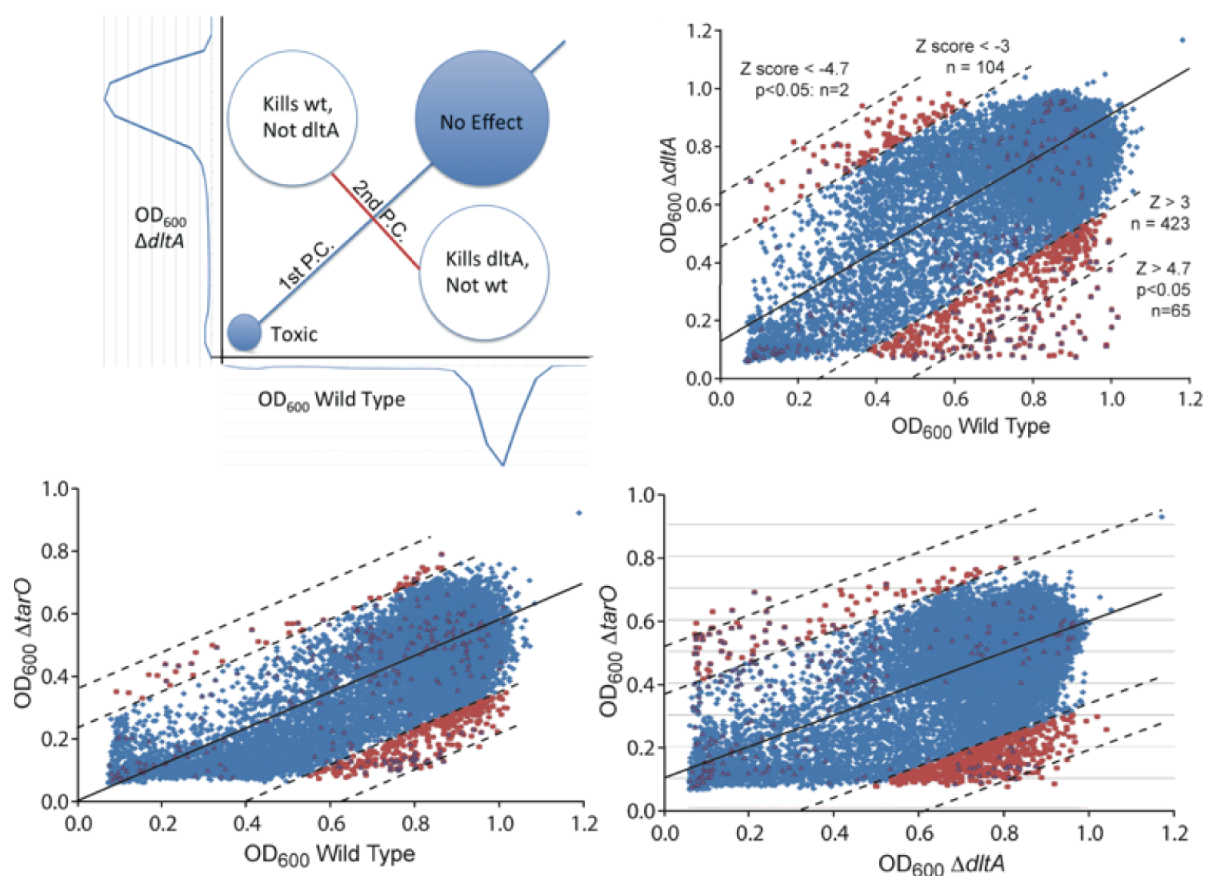 Kills wt,
Not dltA
No Effect
2nd P.C.
1st P.C.
Kills dltA,
Not wt
Toxic
OD600
ΔdltA
OD600 Wild Type
1.2
1.0
0.8
0.6
0.4
0.2
0.0
OD600 ΔdltA
Z score < -4.7
p<0.05: n=2
Z score < -3
n = 104
Z > 3
n = 423
Z > 4.7
p<0.05
n=65
0.0 0.2 0.4 0.6 0.8 1.0 1.2
OD600 Wild Type
1.0
0.8
0.6
0.4
0.2
0.0
OD600 ΔtarO
0.0 0.2 0.4 0.6 0.8 1.0 1.2
OD600 Wild Type
1.0
0.8
0.6
0.4
0.2
0.0
OD600 ΔtarO
0.0 0.2 0.4 0.6 0.8 1.0 1.2
OD600 ΔdltA